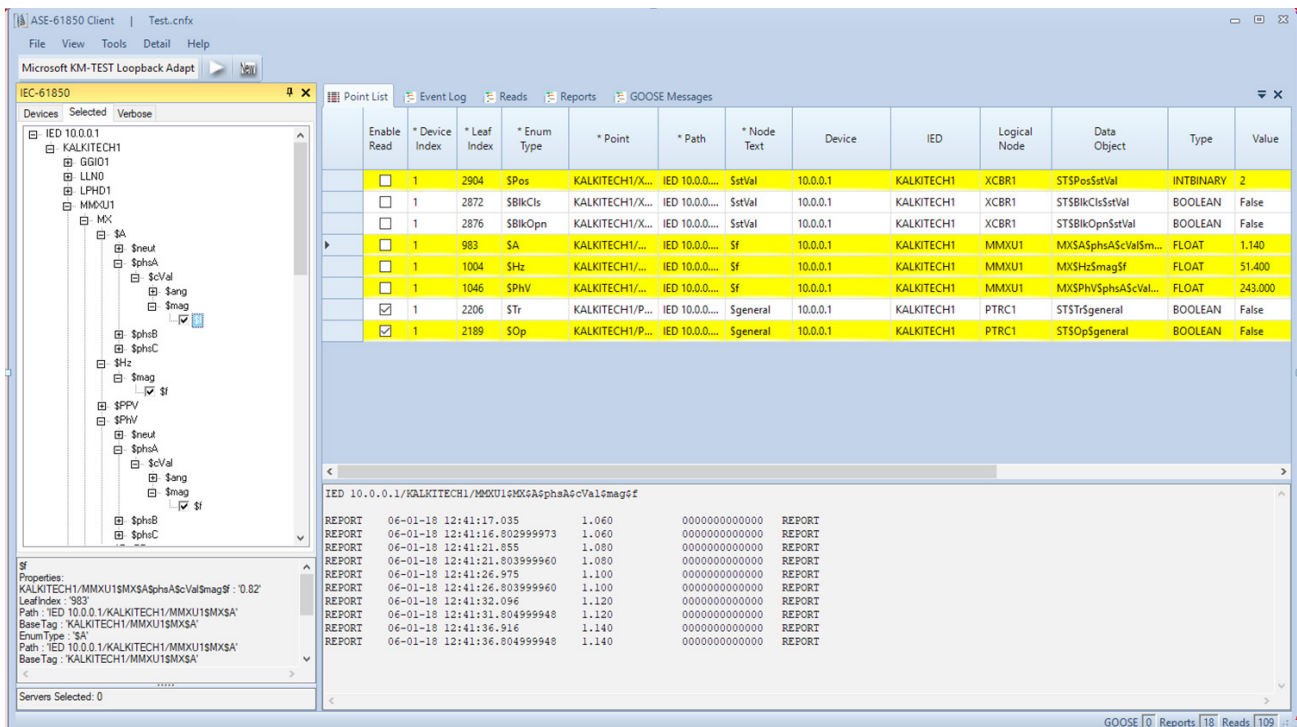 ASE-61850 Client | Test..cnfx
File View Tools Detail Help
Microsoft KM-TEST Loopback Adapt New
IEC-61850
Devices Selected Verbose
IED 10.0.0.1
KALKITECH1
GGIO1
LLN0
LPHD1
MMXU1
MX
$A
$neut
$phsA
$cVal
$ang
$mag
$phsB
$phsC
$Hz
$mag
$f
$PPV
$PhV
$neut
$phsA
$cVal
$ang
$mag
$f
$phsB
$phsC
$f
Properties:
KALKITECH1/MMXU1$MX$A$phsA$cVal$mag$f : '0.82'
LeafIndex : '983'
Path : 'IED 10.0.0.1/KALKITECH1/MMXU1$MX$A'
BaseTag : 'KALKITECH1/MMXU1$MX$A'
EnumType : '$A'
Path : 'IED 10.0.0.1/KALKITECH1/MMXU1$MX$A'
BaseTag : 'KALKITECH1/MMXU1$MX$A'
Servers Selected: 0
Point List Event Log Reads Reports GOOSE Messages
Enable Read * Device Index * Leaf Index * Enum Type * Point * Path * Node Text Device IED Logical Node Data Object Type Value
1 2904 $Pos KALKITECH1/X... IED 10.0.0.... $stVal 10.0.0.1 KALKITECH1 XCBR1 ST$Pos$stVal INTBINARY 2
1 2872 $BlkCls KALKITECH1/X... IED 10.0.0.... $stVal 10.0.0.1 KALKITECH1 XCBR1 ST$BlkCls$stVal BOOLEAN False
1 2876 $BlkOpn KALKITECH1/X... IED 10.0.0.... $stVal 10.0.0.1 KALKITECH1 XCBR1 ST$BlkOpn$stVal BOOLEAN False
1 983 $A KALKITECH1/... IED 10.0.0.... $f 10.0.0.1 KALKITECH1 MMXU1 MX$A$phsA$cVal$m... FLOAT 1.140
1 1004 $Hz KALKITECH1/... IED 10.0.0.... $f 10.0.0.1 KALKITECH1 MMXU1 MX$Hz$mag$f FLOAT 51.400
1 1046 $PhV KALKITECH1/... IED 10.0.0.... $f 10.0.0.1 KALKITECH1 MMXU1 MX$PhV$phsA$cVal... FLOAT 243.000
1 2206 $Tr KALKITECH1/P... IED 10.0.0.... $general 10.0.0.1 KALKITECH1 PTRC1 ST$Tr$general BOOLEAN False
1 2189 $Op KALKITECH1/P... IED 10.0.0.... $general 10.0.0.1 KALKITECH1 PTRC1 ST$Op$general BOOLEAN False
IED 10.0.0.1/KALKITECH1/MMXU1$MX$A$phsA$cVal$mag$f
REPORT 06-01-18 12:41:17.035 1.060 0000000000000 REPORT
REPORT 06-01-18 12:41:16.802999973 1.060 0000000000000 REPORT
REPORT 06-01-18 12:41:21.855 1.080 0000000000000 REPORT
REPORT 06-01-18 12:41:21.803999960 1.080 0000000000000 REPORT
REPORT 06-01-18 12:41:26.975 1.100 0000000000000 REPORT
REPORT 06-01-18 12:41:26.803999960 1.100 0000000000000 REPORT
REPORT 06-01-18 12:41:32.096 1.120 0000000000000 REPORT
REPORT 06-01-18 12:41:31.804999948 1.120 0000000000000 REPORT
REPORT 06-01-18 12:41:36.916 1.140 0000000000000 REPORT
REPORT 06-01-18 12:41:36.804999948 1.140 0000000000000 REPORT
GOOSE 0 Reports 18 Reads 109